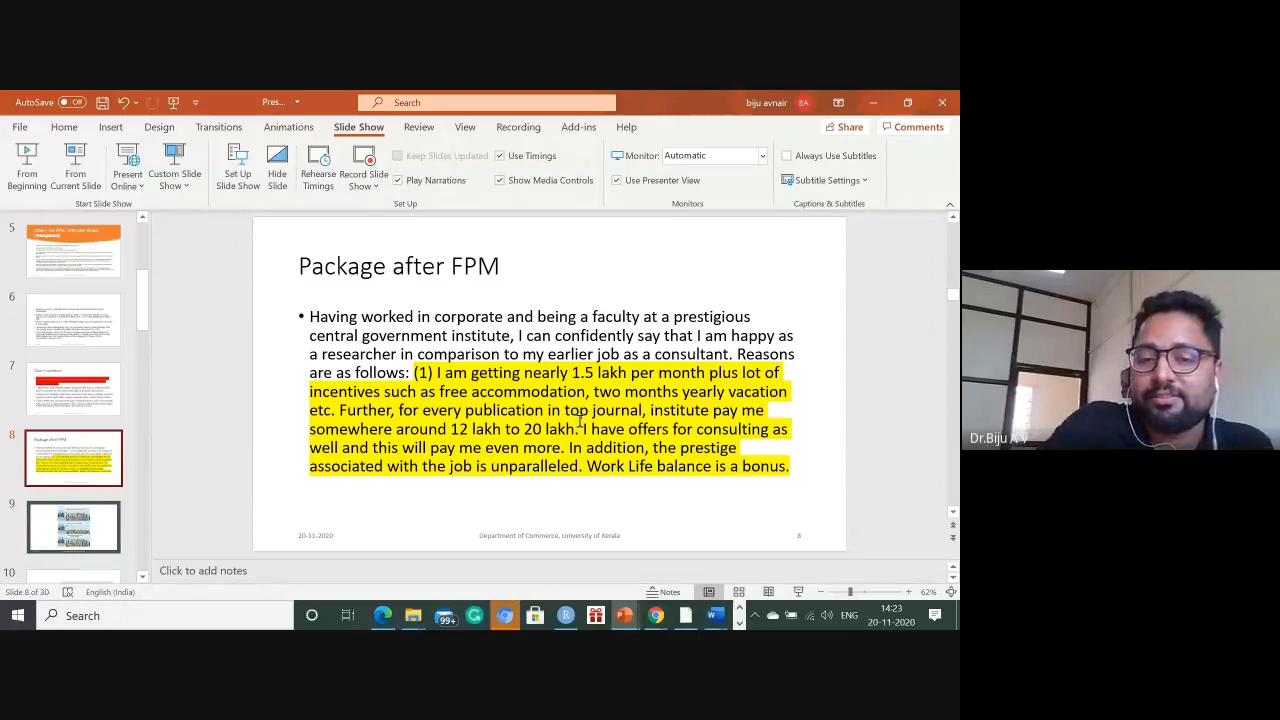 AutoSave Off Pres... Search biju avnair BA
File Home Insert Design Transitions Animations Slide Show Review View Recording Add-ins Help Share Comments
From Beginning
From Current Slide
Present Online
Custom Slide Show
Start Slide Show
Set Up Slide Show
Hide Slide
Rehearse Timings
Record Slide Show
Keep Slides Updated
Play Narrations
Use Timings
Show Media Controls
Set Up
Monitor: Automatic
Use Presenter View
Monitors
Always Use Subtitles
Subtitle Settings
Captions & Subtitles
5
6
7
8
9
10
Package after FPM
• Having worked in corporate and being a faculty at a prestigious
central government institute, I can confidently say that I am happy as
a researcher in comparison to my earlier job as a consultant. Reasons
are as follows: (1) I am getting nearly 1.5 lakh per month plus lot of
incentives such as free accommodation, two months yearly vacation
etc. Further, for every publication in top journal, institute pay me
somewhere around 12 lakh to 20 lakh. I have offers for consulting as
well and this will pay me even more. In addition, the prestige
associated with the job is unparalleled. Work Life balance is a bonus.
20-11-2020 Department of Commerce, University of Kerala 8
Click to add notes
Slide 8 of 30 English (India) Notes 62%
Search 99+ ENG 14:23
20-11-2020
Dr.Biju A V